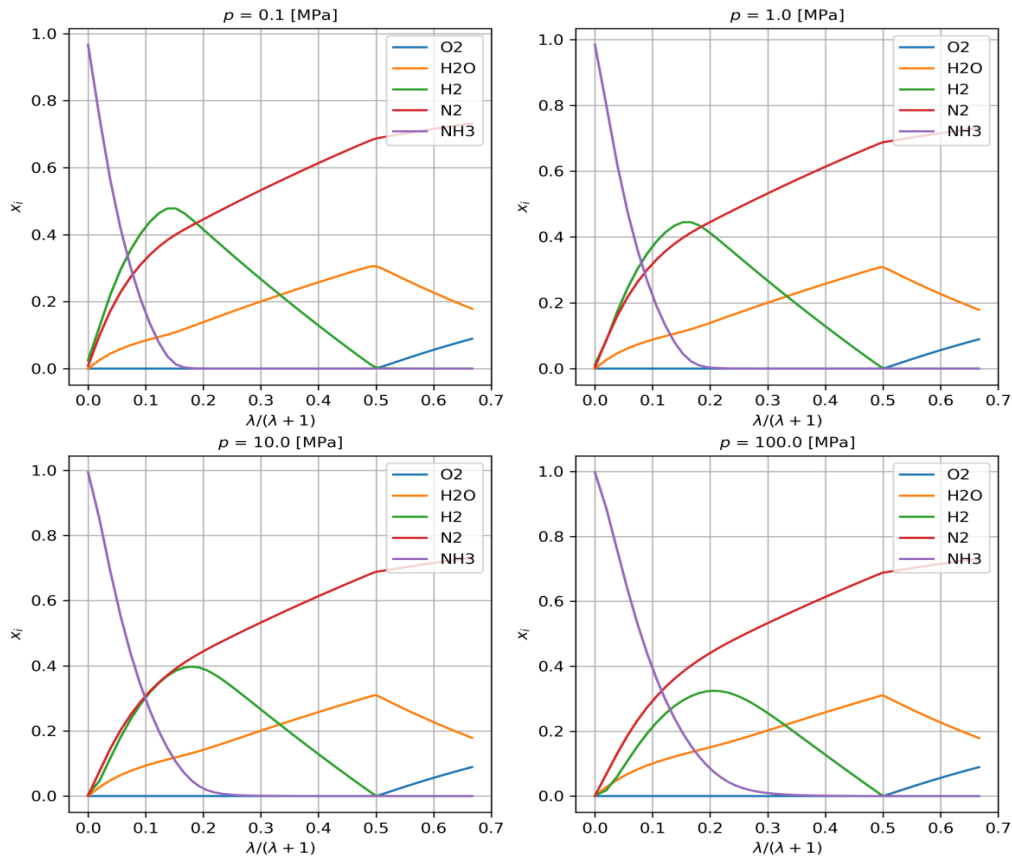 p = 0.1 [MPa]
1.0
0.8
0.6
0.4
0.2
0.0
x_i
O2
H2O
H2
N2
NH3
0.0 0.1 0.2 0.3 0.4 0.5 0.6 0.7
λ/(λ + 1)
p = 1.0 [MPa]
1.0
0.8
0.6
0.4
0.2
0.0
x_i
O2
H2O
H2
N2
NH3
0.0 0.1 0.2 0.3 0.4 0.5 0.6 0.7
λ/(λ + 1)
p = 10.0 [MPa]
1.0
0.8
0.6
0.4
0.2
0.0
x_i
O2
H2O
H2
N2
NH3
0.0 0.1 0.2 0.3 0.4 0.5 0.6 0.7
λ/(λ + 1)
p = 100.0 [MPa]
1.0
0.8
0.6
0.4
0.2
0.0
x_i
O2
H2O
H2
N2
NH3
0.0 0.1 0.2 0.3 0.4 0.5 0.6 0.7
λ/(λ + 1)